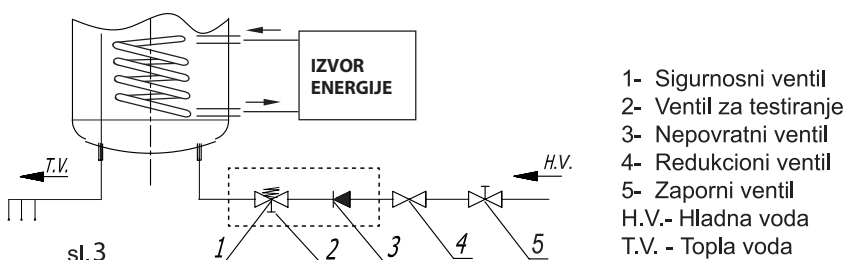 IZVOR
ENERGIJE
T.V.
H.V.
1 2 3 4 5
sl.3
1- Sigurnosni ventil
2- Ventil za testiranje
3- Nepovratni ventil
4- Redukcioni ventil
5- Zaporni ventil
H.V.- Hladna voda
T.V. - Topla voda